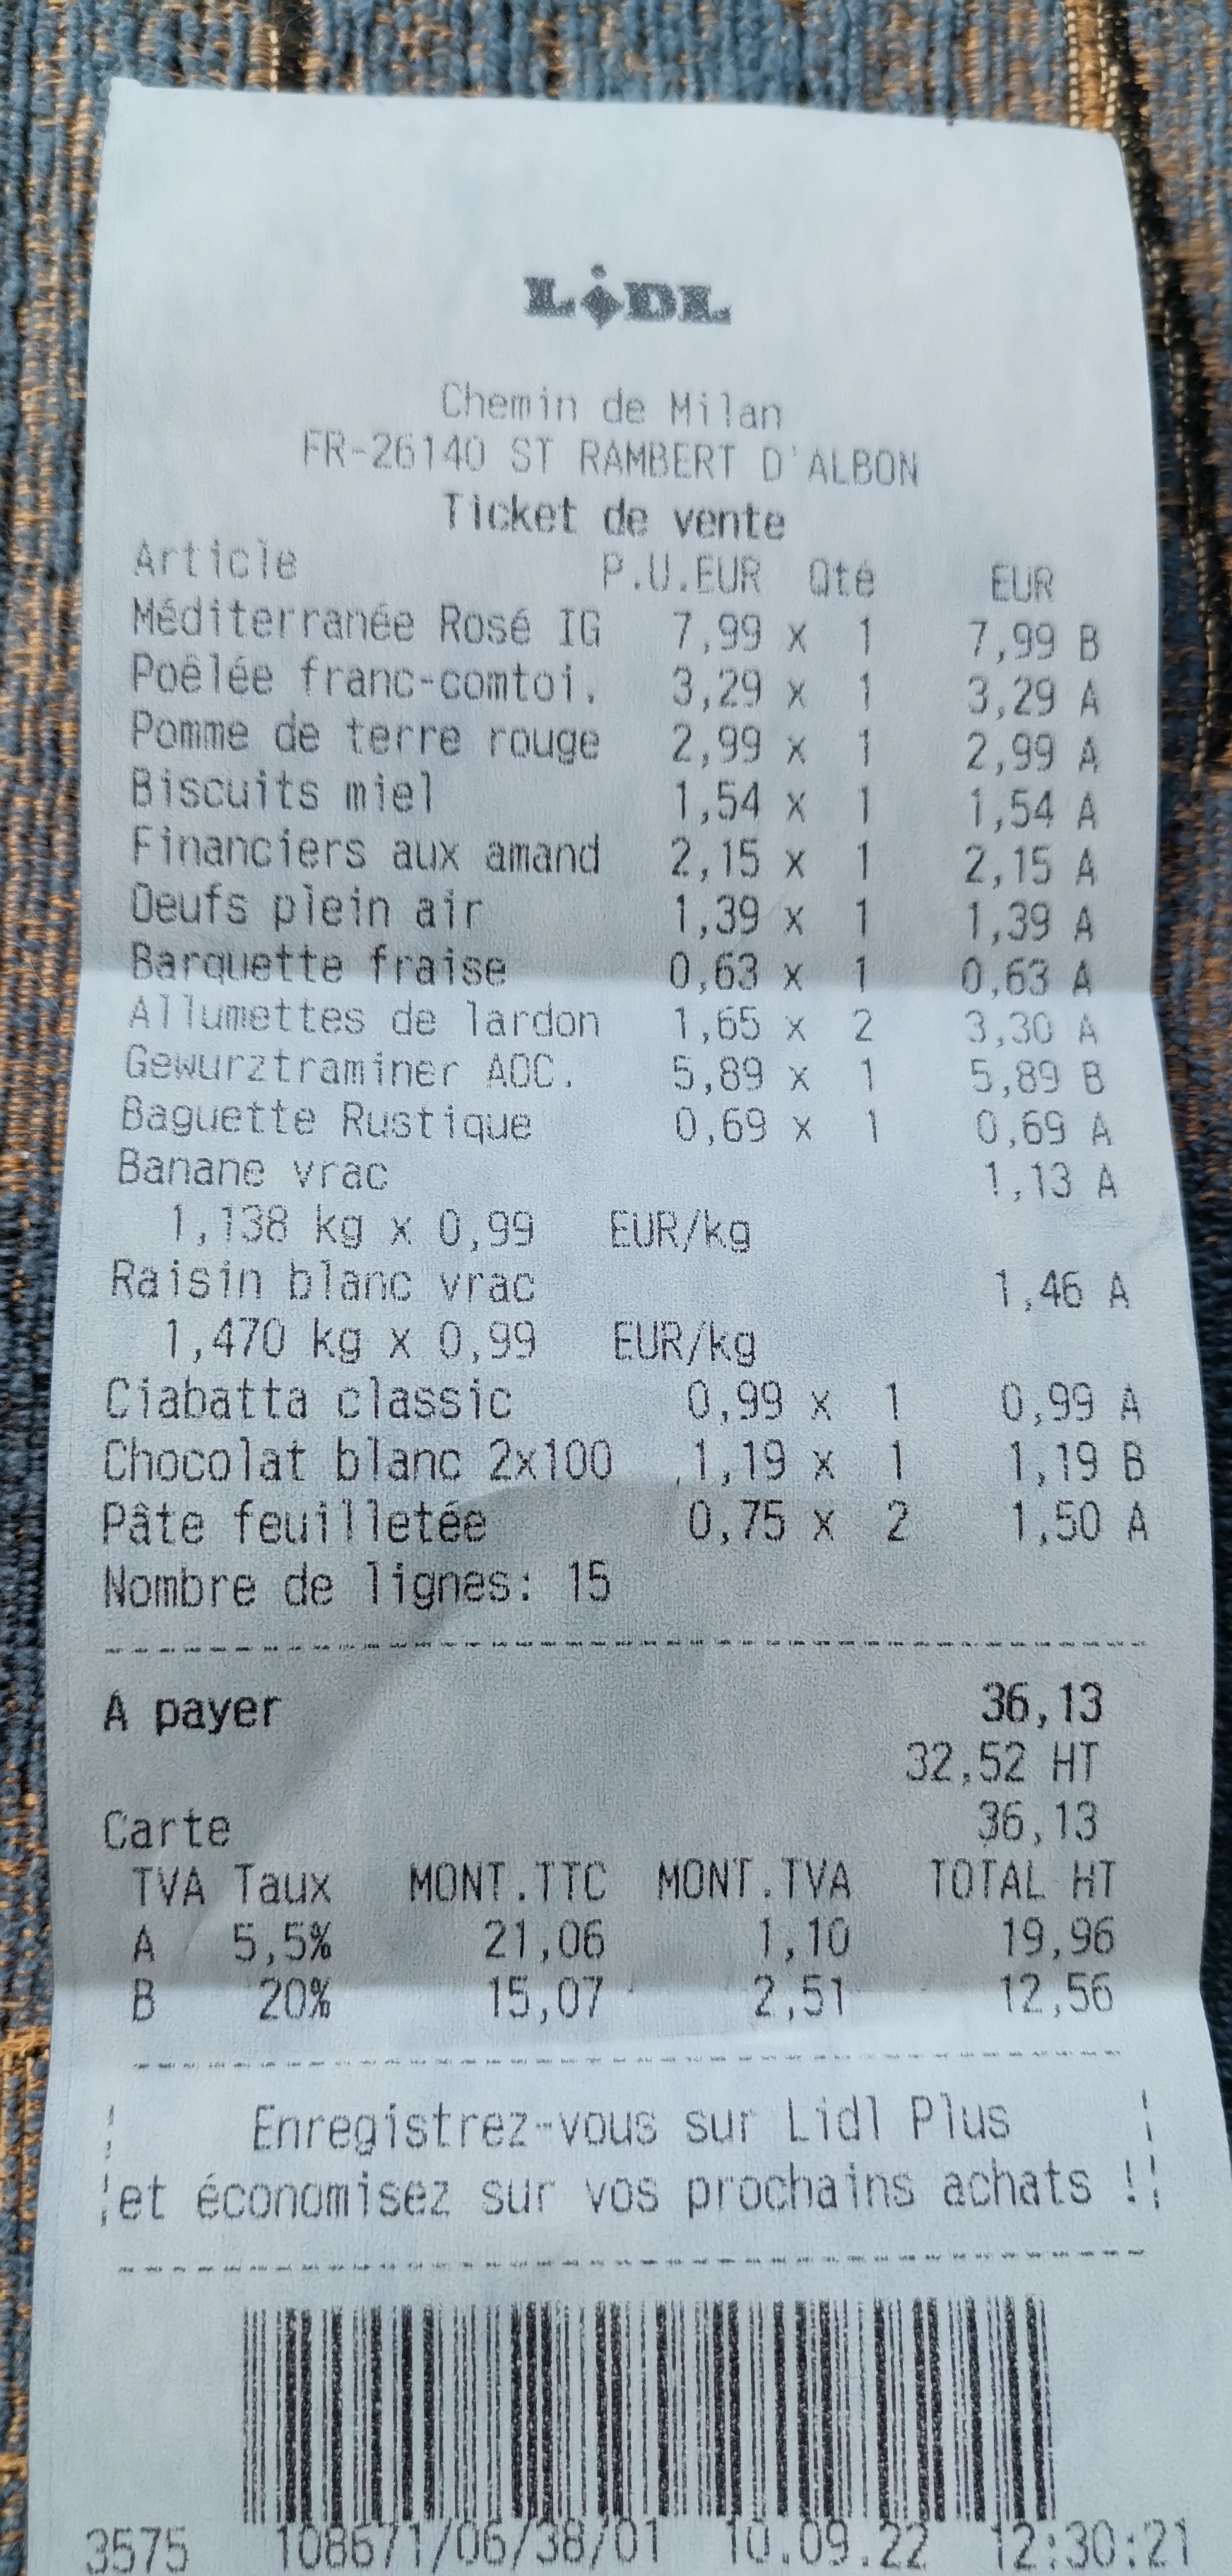 LiDL
Chemin de Milan
FR-26140 ST RAMBERT D'ALBON
Ticket de vente
Article P.U.EUR Qté EUR
Méditerranée Rosé IG 7,99 x 1 7,99 B
Poêlée franc-comtoi. 3,29 x 1 3,29 A
Pomme de terre rouge 2,99 x 1 2,99 A
Biscuits miel 1,54 x 1 1,54 A
Financiers aux amand 2,15 x 1 2,15 A
Oeufs plein air 1,39 x 1 1,39 A
Barquette fraise 0,63 x 1 0,63 A
Allumettes de lardon 1,65 x 2 3,30 A
Gewurztraminer AOC. 5,89 x 1 5,89 B
Baguette Rustique 0,69 x 1 0,69 A
Banane vrac 1,13 A
1,138 kg x 0,99 EUR/kg
Raisin blanc vrac 1,46 A
1,470 kg x 0,99 EUR/kg
Ciabatta classic 0,99 x 1 0,99 A
Chocolat blanc 2x100 1,19 x 1 1,19 B
Pâte feuilletée 0,75 x 2 1,50 A
Nombre de lignes: 15
A payer 36,13
32,52 HT
Carte 36,13
TVA Taux MONT.TTC MONT.TVA TOTAL HT
A 5,5% 21,06 1,10 19,96
B 20% 15,07 2,51 12,56
Enregistrez-vous sur Lidl Plus
et économisez sur vos prochains achats !
3575 108671/06/38/01 10.09.22 12:30:21